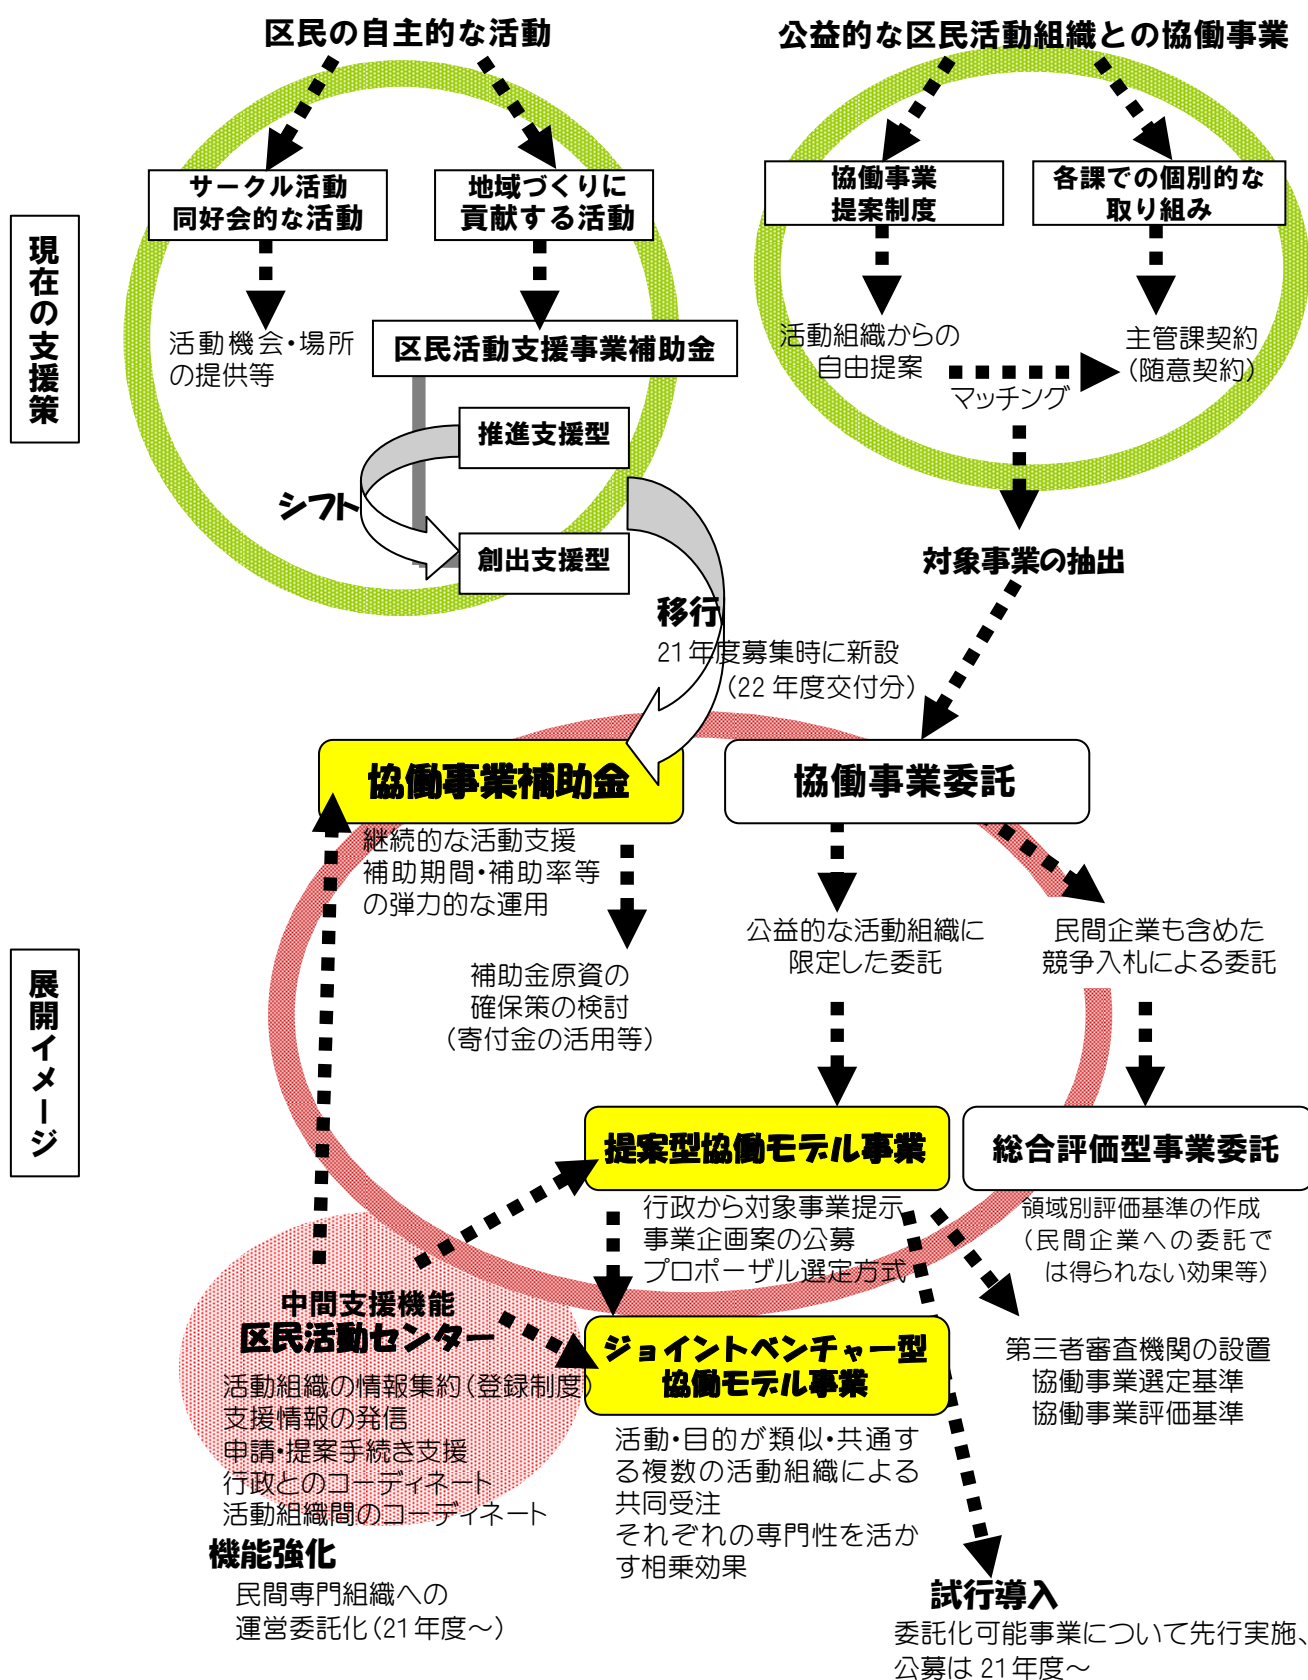 区民の自主的な活動
公益的な区民活動組織との協働事業
現在の支援策
サークル活動
同好会的な活動
地域づくりに
貢献する活動
協働事業
提案制度
各課での個別的な
取り組み
活動機会・場所
の提供等
区民活動支援事業補助金
活動組織からの
自由提案
マッチング
主管課契約
（随意契約）
推進支援型
シフト
創出支援型
対象事業の抽出
移行
21年度募集時に新設
（22年度交付分）
展開イメージ
協働事業補助金
協働事業委託
継続的な活動支援
補助期間・補助率等
の弾力的な運用
補助金原資の
確保策の検討
（寄付金の活用等）
公益的な活動組織に
限定した委託
民間企業も含めた
競争入札による委託
提案型協働モデル事業
総合評価型事業委託
行政から対象事業提示
事業企画案の公募
プロポーザル選定方式
領域別評価基準の作成
（民間企業への委託で
は得られない効果等）
中間支援機能
区民活動センター
活動組織の情報集約（登録制度）
支援情報の発信
申請・提案手続き支援
行政とのコーディネート
活動組織間のコーディネート
ジョイントベンチャー型
協働モデル事業
第三者審査機関の設置
協働事業選定基準
協働事業評価基準
活動・目的が類似・共通す
る複数の活動組織による
共同受注
それぞれの専門性を活か
す相乗効果
機能強化
民間専門組織への
運営委託化（21年度～）
試行導入
委託化可能事業について先行実施、
公募は21年度～